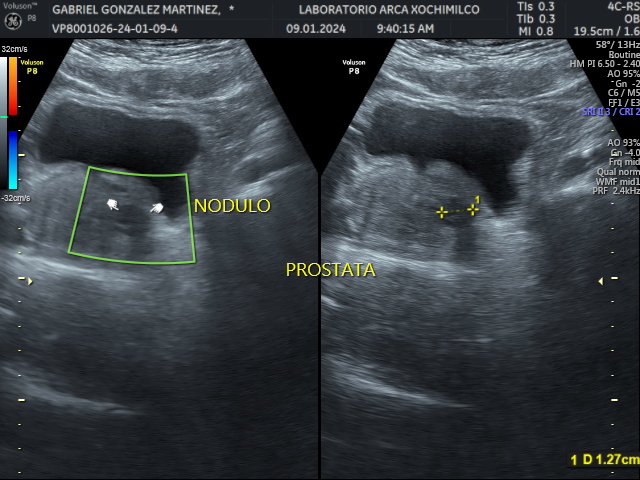 Voluson™
P8
GABRIEL GONZALEZ MARTINEZ, *
VP8001026-24-01-09-4
LABORATORIO ARCA XOCHIMILCO
09.01.2024 9:40:15 AM
TIs 0.3
TIb 0.3
MI 0.8
4C-RS
OB
19.5cm / 1.6
32cm/s
-32cm/s
Voluson
P8
Voluson
P8
58°/ 13Hz
Routine
HM PI 6.50 - 2.40
AO 95%
Gn -2
C6 / M5
FF1 / E3
SRI II 3 / CRI 2
AO 93%
Gn -4.0
Frq mid
Qual norm
WMF mid1
PRF 2.4kHz
NODULO
1
PROSTATA
1 D 1.27cm